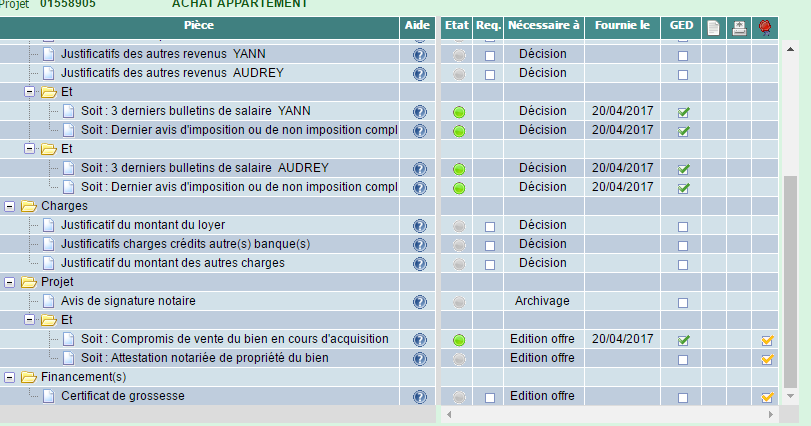 Projet 01558905 ACHAT APPARTEMENT
Pièce Aide Etat Req. Nécessaire à Fournie le GED
Justificatifs des autres revenus YANN Décision
Justificatifs des autres revenus AUDREY Décision
Et
Soit : 3 derniers bulletins de salaire YANN Décision 20/04/2017
Soit : Dernier avis d'imposition ou de non imposition compl Décision 20/04/2017
Et
Soit : 3 derniers bulletins de salaire AUDREY Décision 20/04/2017
Soit : Dernier avis d'imposition ou de non imposition compl Décision 20/04/2017
Charges
Justificatif du montant du loyer Décision
Justificatifs charges crédits autre(s) banque(s) Décision
Justificatif du montant des autres charges Décision
Projet
Avis de signature notaire Archivage
Et
Soit : Compromis de vente du bien en cours d'acquisition Edition offre 20/04/2017
Soit : Attestation notariée de propriété du bien Edition offre
Financement(s)
Certificat de grossesse Edition offre